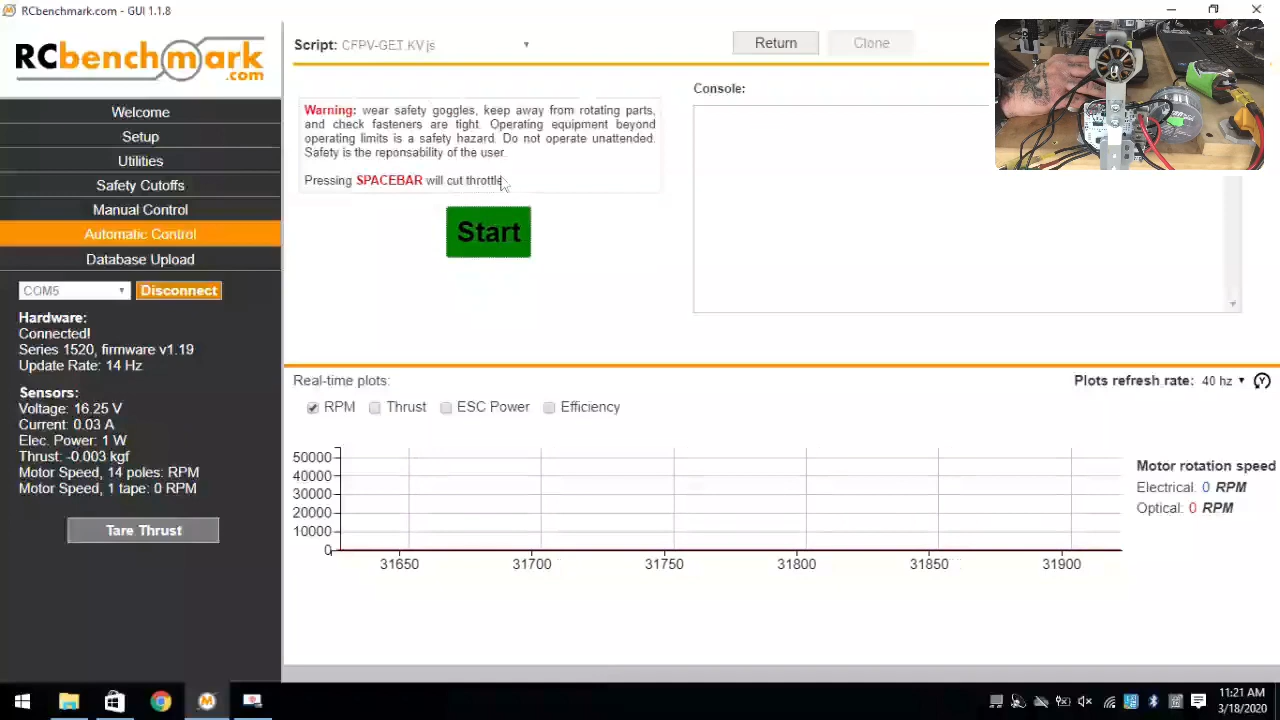 RCbenchmark.com - GUI 1.1.8
RCbenchmark
.com
Welcome
Setup
Utilities
Safety Cutoffs
Manual Control
Automatic Control
Database Upload
COM5 Disconnect
Hardware:
Connected!
Series 1520, firmware v1.19
Update Rate: 14 Hz
Sensors:
Voltage: 16.25 V
Current: 0.03 A
Elec. Power: 1 W
Thrust: -0.003 kgf
Motor Speed, 14 poles: RPM
Motor Speed, 1 tape: 0 RPM
Tare Thrust
Script: CFPV-GET KV.js Return Clone
Warning: wear safety goggles, keep away from rotating parts,
and check fasteners are tight. Operating equipment beyond
operating limits is a safety hazard. Do not operate unattended.
Safety is the reponsability of the user.
Pressing SPACEBAR will cut throttle
Start
Console:
Real-time plots: Plots refresh rate: 40 hz
RPM Thrust ESC Power Efficiency
50000
40000
30000
20000
10000
0
31650 31700 31750 31800 31850 31900
Motor rotation speed
Electrical: 0 RPM
Optical: 0 RPM
11:21 AM
3/18/2020